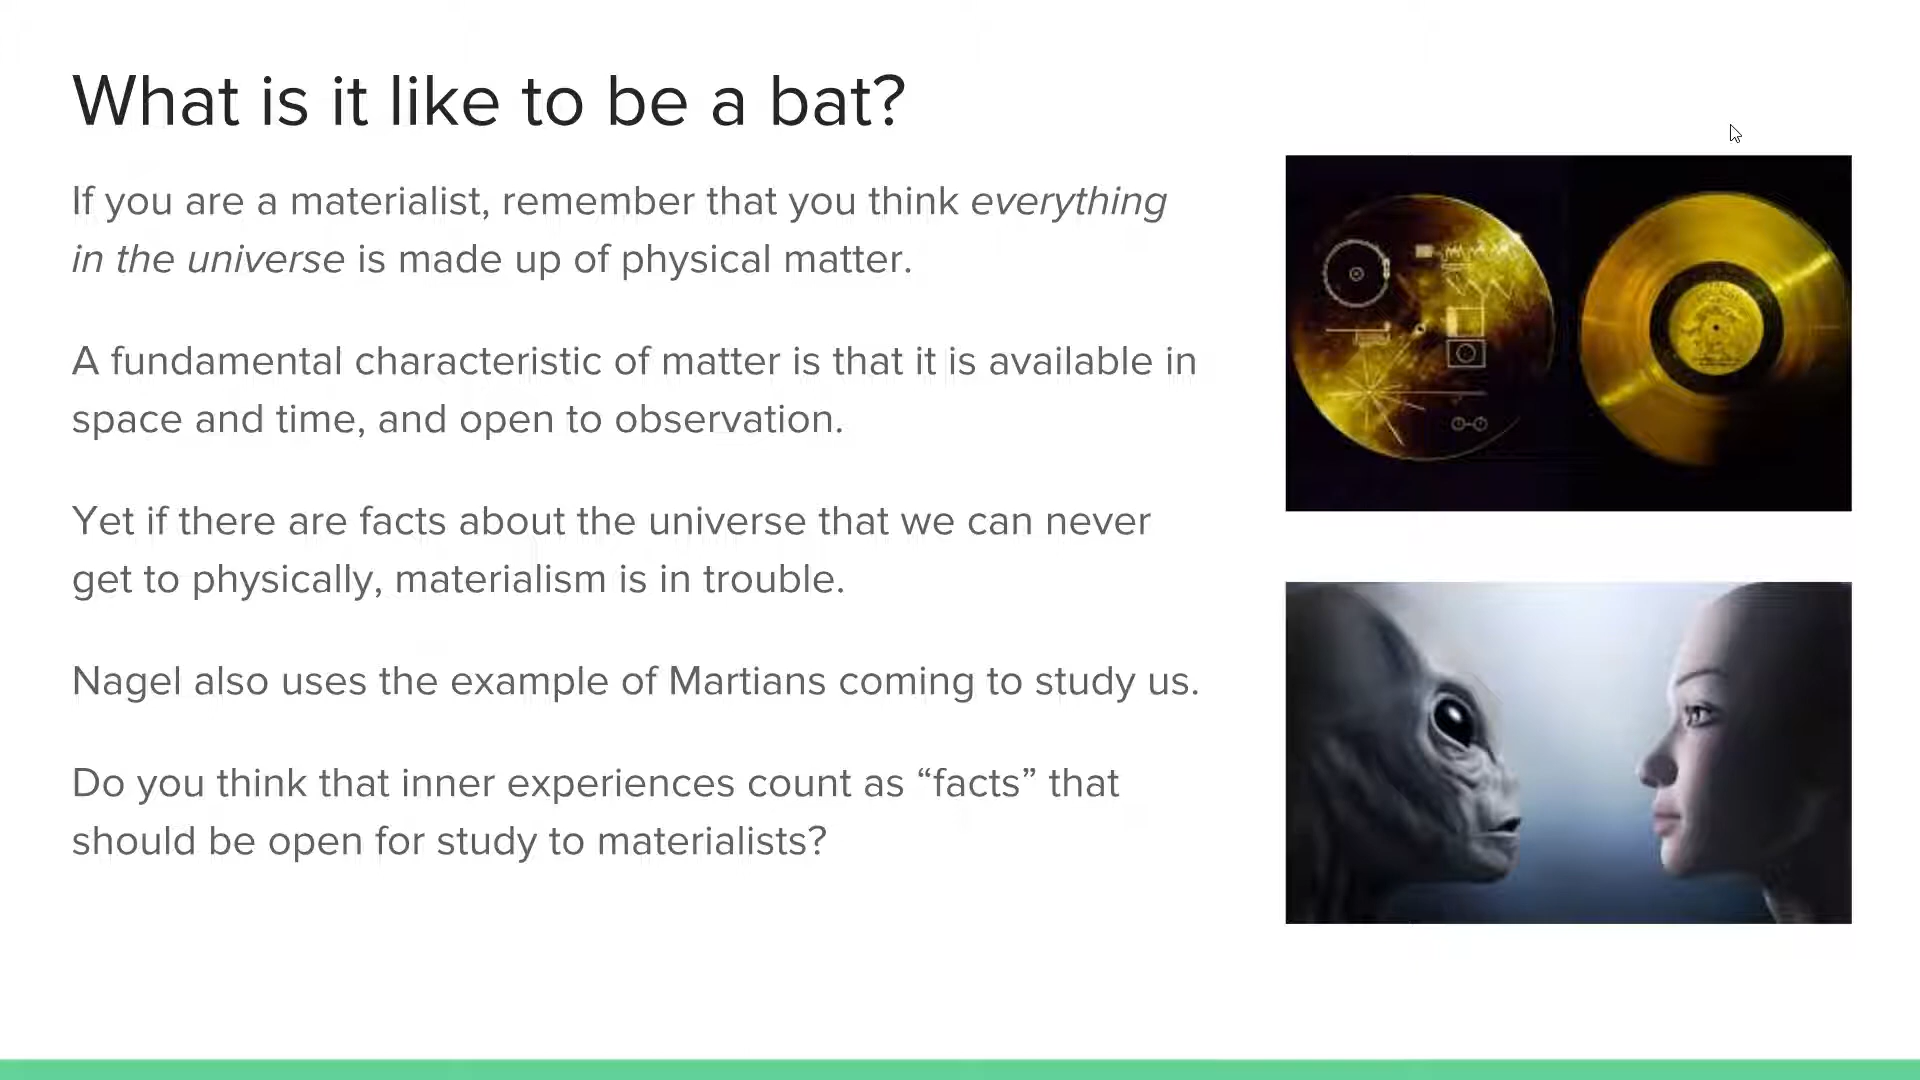 What is it like to be a bat?
If you are a materialist, remember that you think everything
in the universe is made up of physical matter.
A fundamental characteristic of matter is that it is available in
space and time, and open to observation.
Yet if there are facts about the universe that we can never
get to physically, materialism is in trouble.
Nagel also uses the example of Martians coming to study us.
Do you think that inner experiences count as “facts” that
should be open for study to materialists?